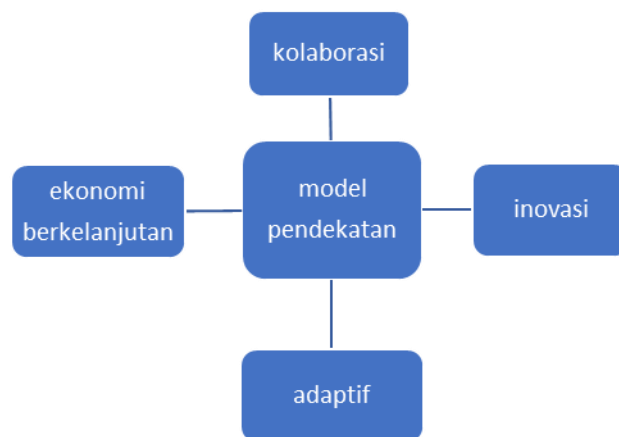 kolaborasi
ekonomi
berkelanjutan
model
pendekatan
inovasi
adaptif